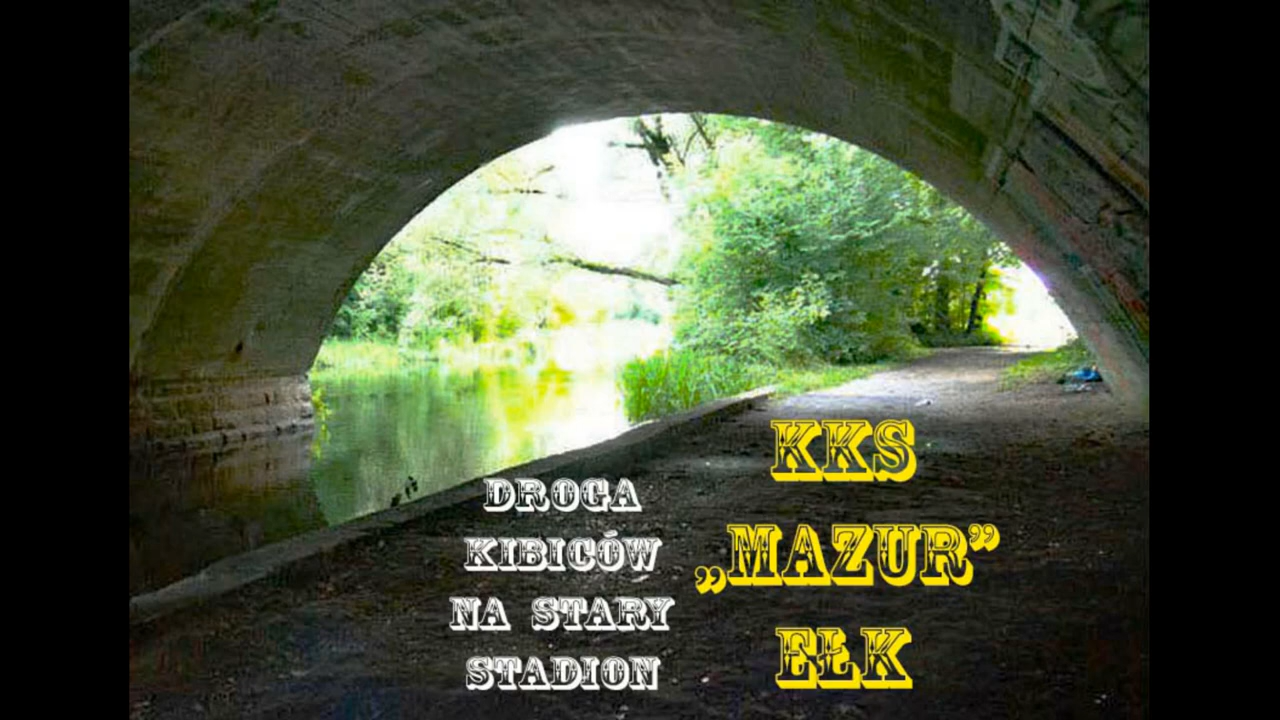 DROGA
KIBICÓW
NA STARY
STADION
KKS
„MAZUR”
EŁK